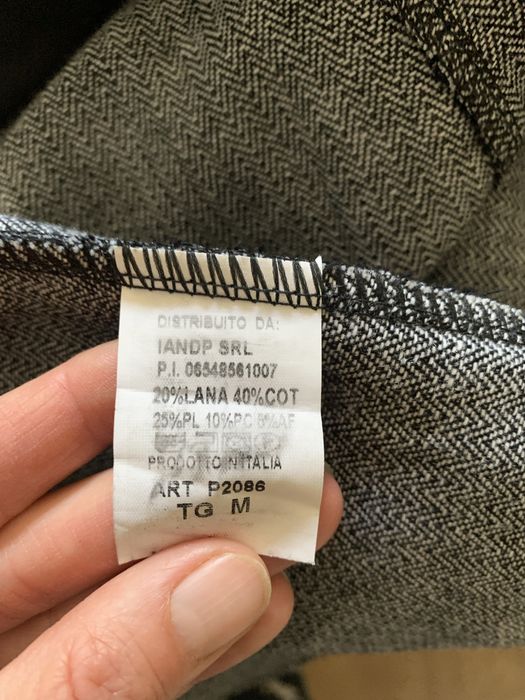 DISTRIBUITO DA:
IANDP SRL
P.I. 06548561007
20%LANA 40%COT
25%PL 10%PC 5%AF
PRODOTTO IN ITALIA
ART P2086
TG M